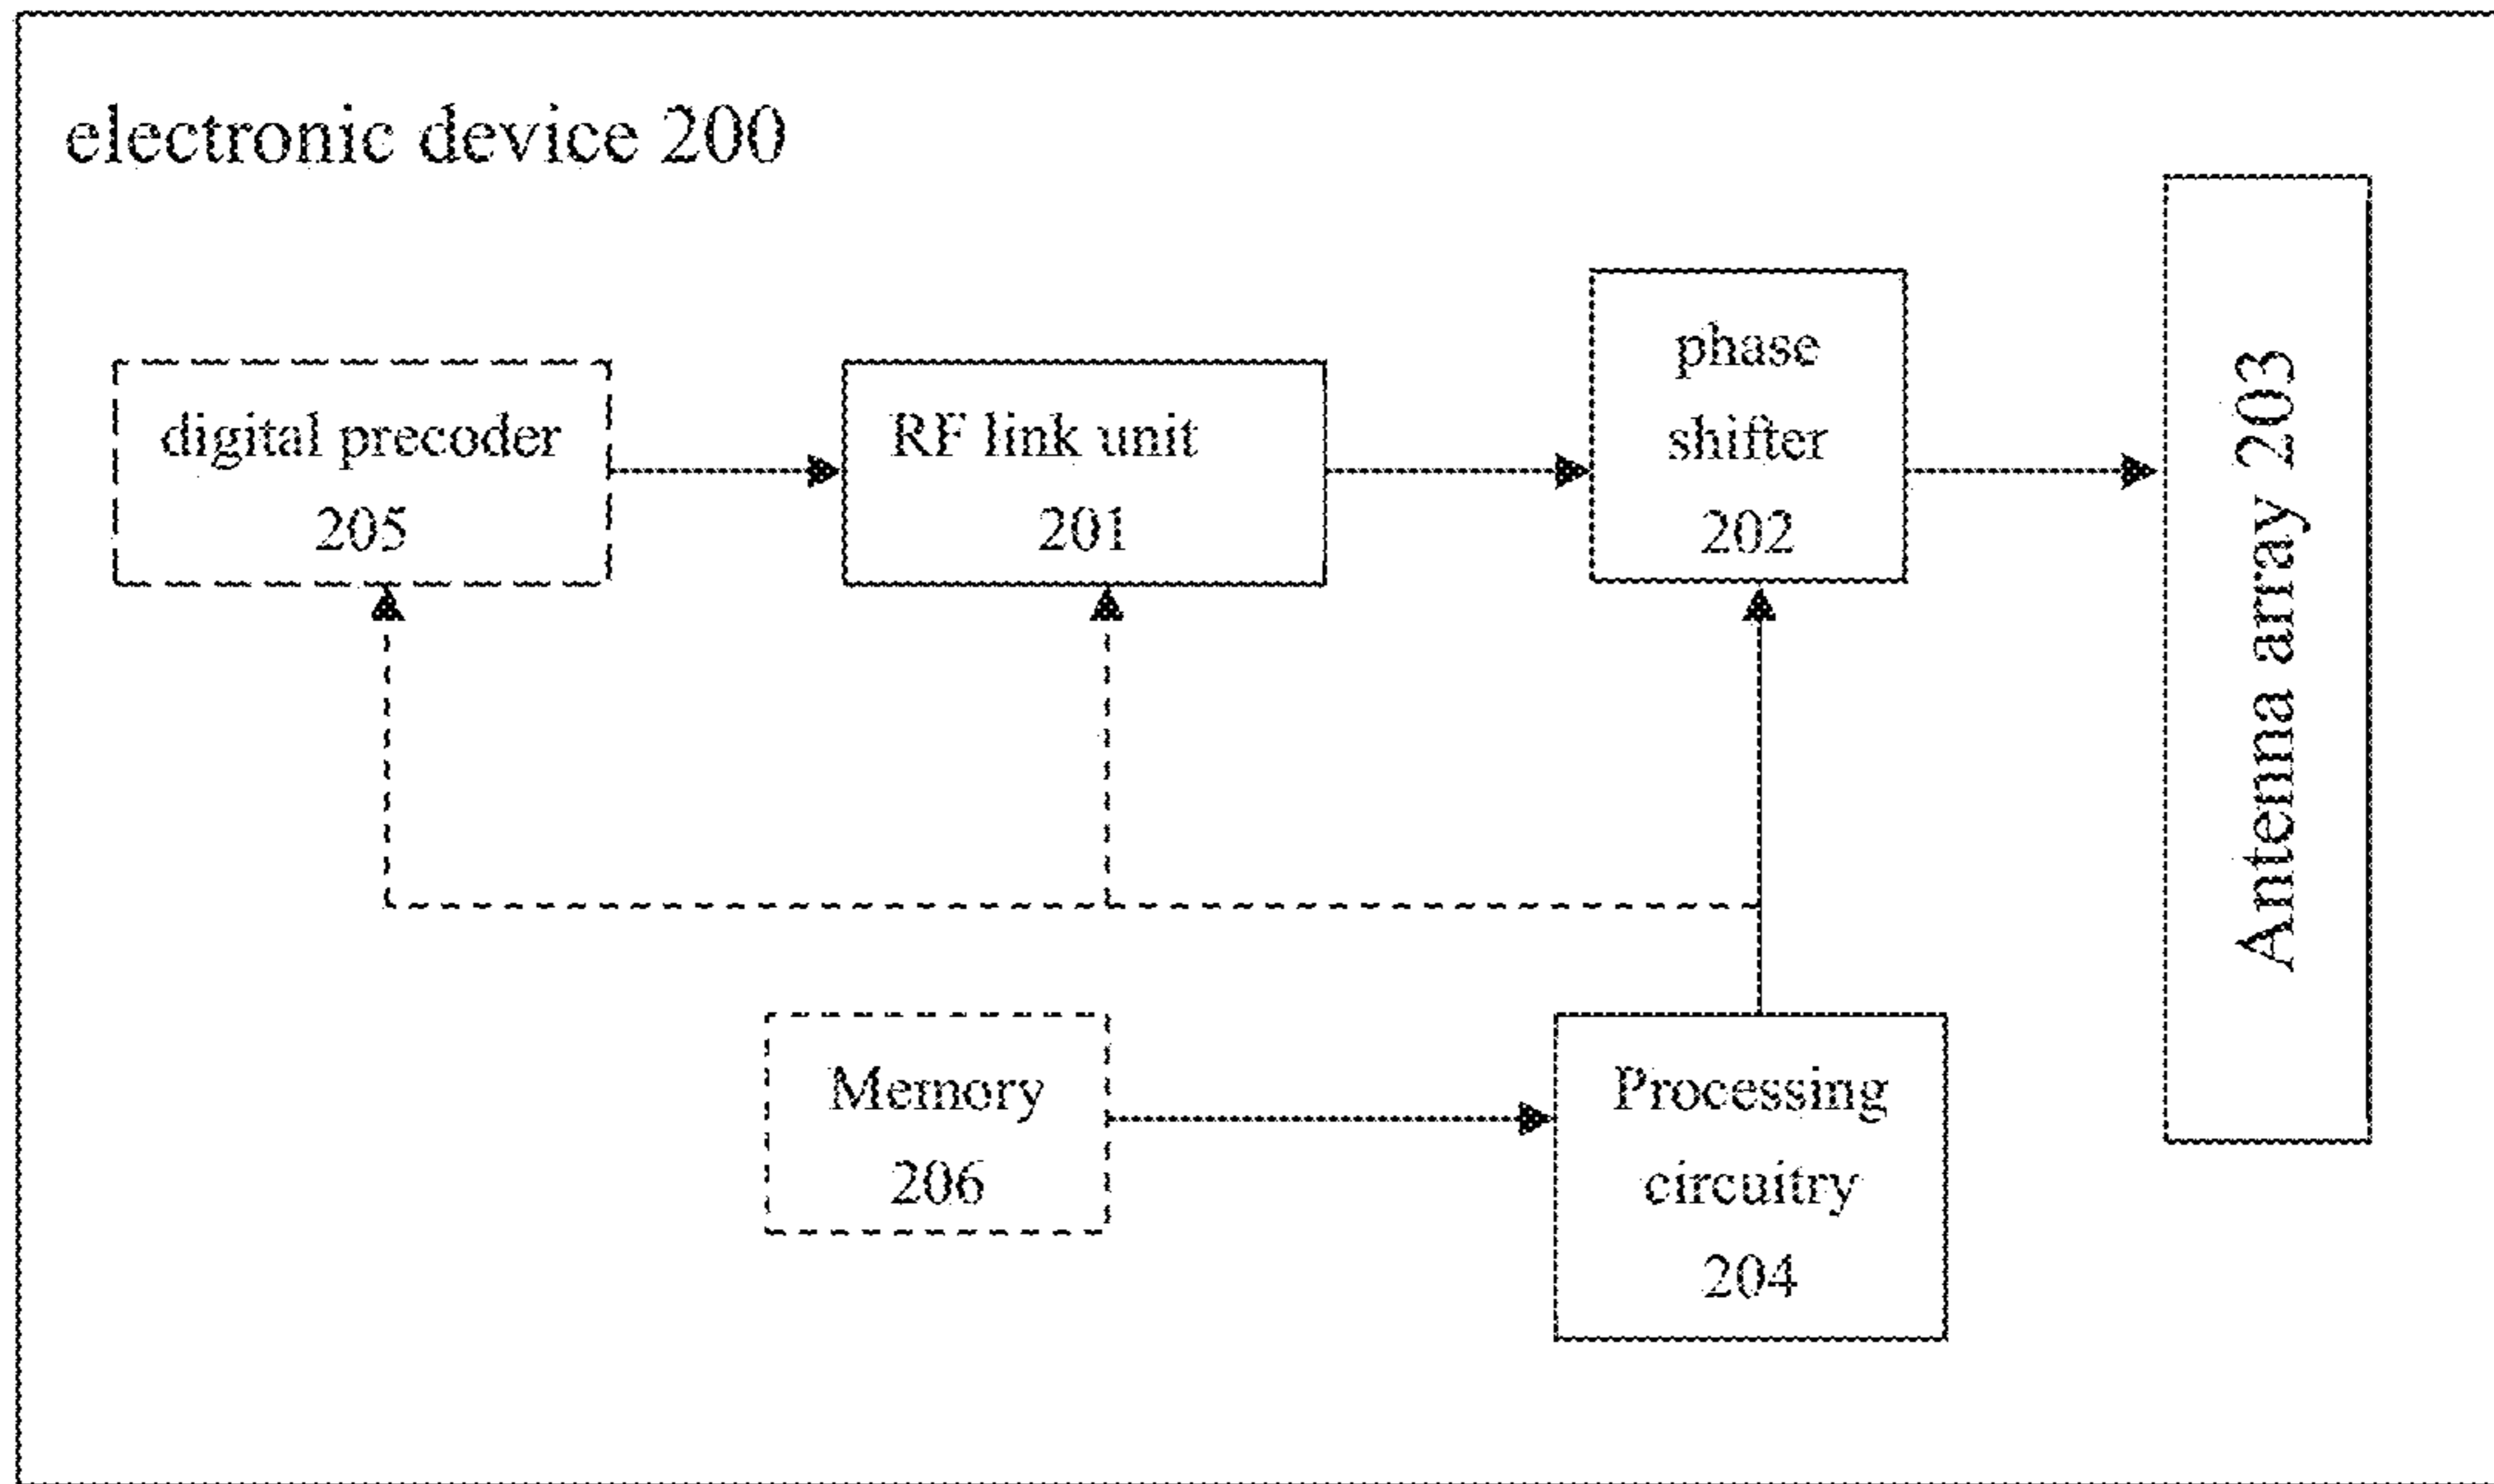 electronic device 200
digital precoder
205
RF link unit
201
phase
shifter
202
Antenna array 203
Memory
206
Processing
circuitry
204